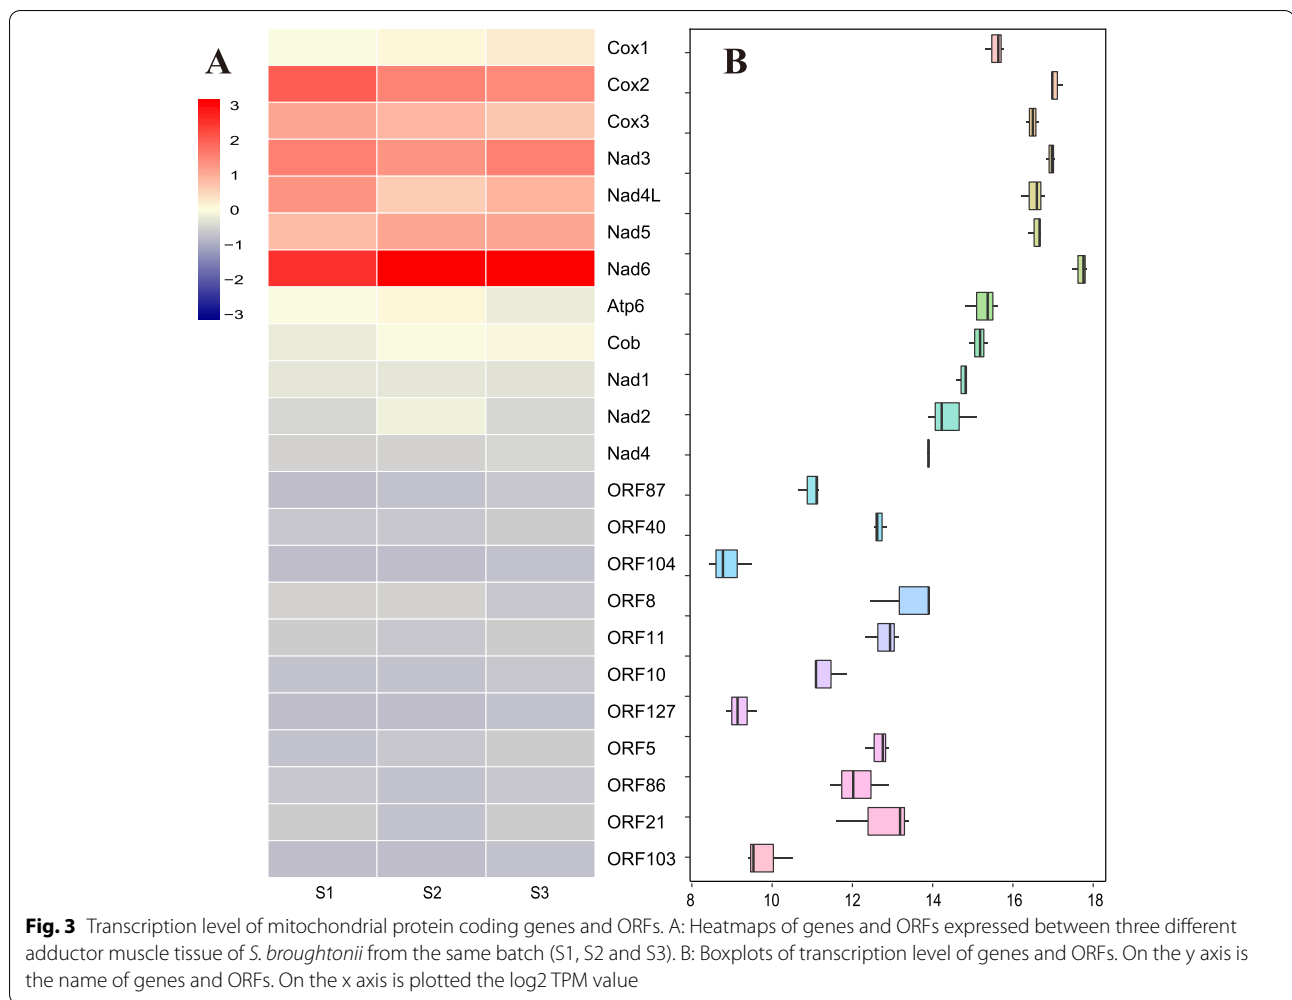 A
B
3
2
1
0
−1
−2
−3
Cox1
Cox2
Cox3
Nad3
Nad4L
Nad5
Nad6
Atp6
Cob
Nad1
Nad2
Nad4
ORF87
ORF40
ORF104
ORF8
ORF11
ORF10
ORF127
ORF5
ORF86
ORF21
ORF103
S1 S2 S3
8 10 12 14 16 18
Fig. 3 Transcription level of mitochondrial protein coding genes and ORFs. A: Heatmaps of genes and ORFs expressed between three different
adductor muscle tissue of S. broughtonii from the same batch (S1, S2 and S3). B: Boxplots of transcription level of genes and ORFs. On the y axis is
the name of genes and ORFs. On the x axis is plotted the log2 TPM value